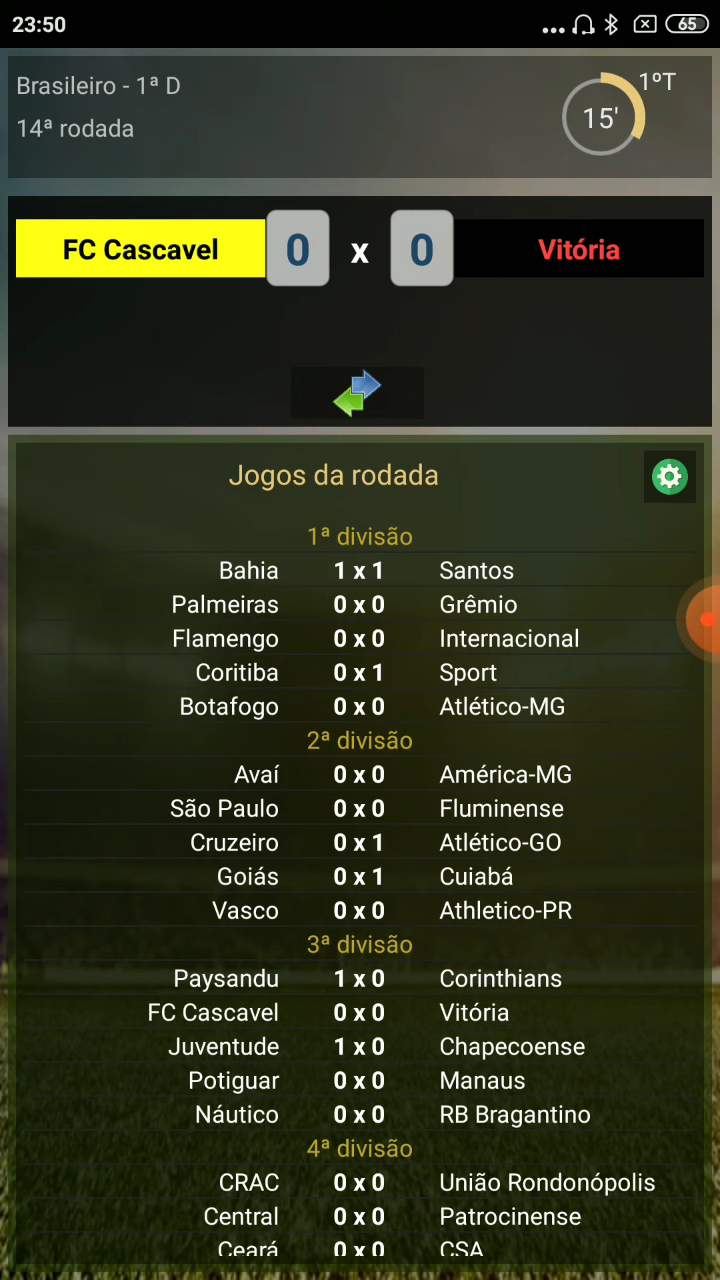 23:50
65
Brasileiro - 1ª D
1ºT
14ª rodada
15'
FC Cascavel 0 x 0 Vitória
Jogos da rodada
1ª divisão
Bahia 1 x 1 Santos
Palmeiras 0 x 0 Grêmio
Flamengo 0 x 0 Internacional
Coritiba 0 x 1 Sport
Botafogo 0 x 0 Atlético-MG
2ª divisão
Avaí 0 x 0 América-MG
São Paulo 0 x 0 Fluminense
Cruzeiro 0 x 1 Atlético-GO
Goiás 0 x 1 Cuiabá
Vasco 0 x 0 Athletico-PR
3ª divisão
Paysandu 1 x 0 Corinthians
FC Cascavel 0 x 0 Vitória
Juventude 1 x 0 Chapecoense
Potiguar 0 x 0 Manaus
Náutico 0 x 0 RB Bragantino
4ª divisão
CRAC 0 x 0 União Rondonópolis
Central 0 x 0 Patrocinense
Ceará 0 x 0 CSA